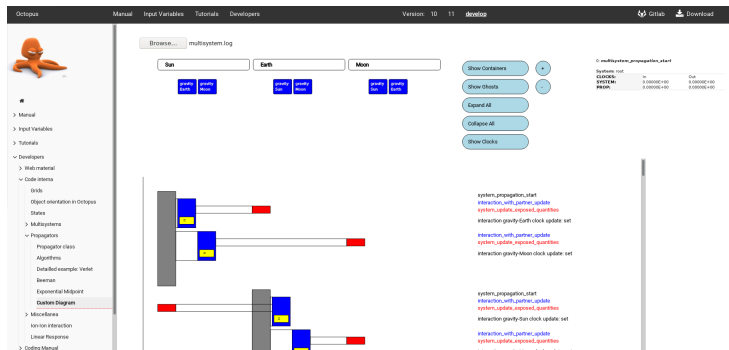 Octopus Manual Input Variables Tutorials Developers Version: 10 11 develop Gitlab Download
Browse... multisystem.log
Sun Earth Moon
gravity Earth gravity Moon gravity Sun gravity Moon gravity Sun gravity Earth
Show Containers +
Show Ghosts -
Expand All
Collapse All
Show Clocks
0: multisystem_propagation_start
System: root
CLOCKS: In Out
SYSTEM: 0.00000E+00 0.00000E+00
PROP: 0.00000E+00 0.00000E+00
> Manual
> Input Variables
> Tutorials
Developers
> Web material
Code interna
Grids
Object orientation in Octopus
States
> Multisystems
Propagators
Propagator class
Algorithms
Detailled example: Verlet
Beeman
Exponential Midpoint
Custom Diagram
> Miscellanea
Ion-Ion interaction
Linear Response
> Coding Manual
system_propagation_start
interaction_with_partner_update
system_update_exposed_quantities
interaction gravity-Earth clock update: set
interaction_with_partner_update
system_update_exposed_quantities
interaction gravity-Moon clock update: set
system_propagation_start
interaction_with_partner_update
system_update_exposed_quantities
interaction gravity-Sun clock update: set
interaction_with_partner_update
system_update_exposed_quantities